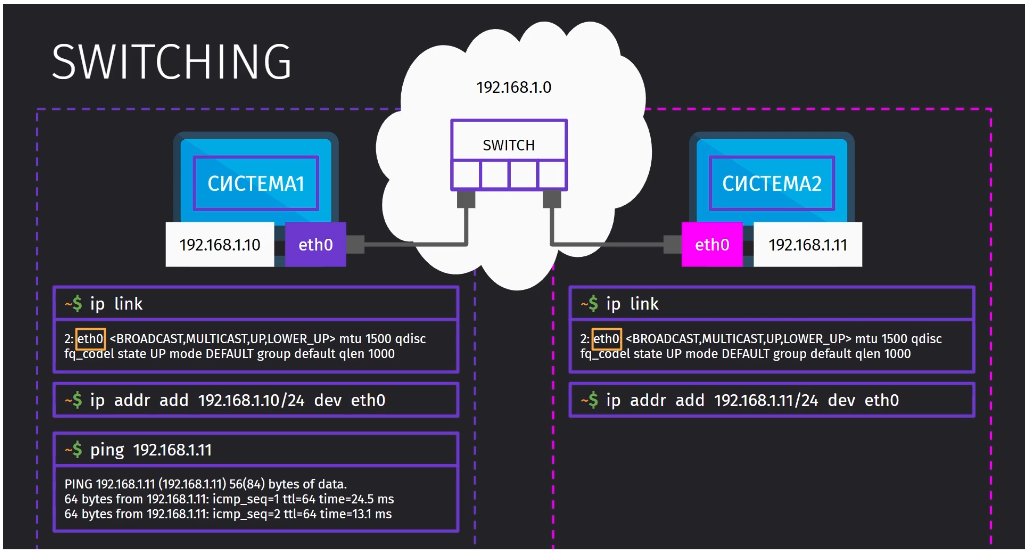 SWITCHING
192.168.1.0
SWITCH
СИСТЕМА1
192.168.1.10
eth0
СИСТЕМА2
eth0
192.168.1.11
~$ ip link
2: eth0 <BROADCAST,MULTICAST,UP,LOWER_UP> mtu 1500 qdisc
fq_codel state UP mode DEFAULT group default qlen 1000
~$ ip addr add 192.168.1.10/24 dev eth0
~$ ping 192.168.1.11
PING 192.168.1.11 (192.168.1.11) 56(84) bytes of data.
64 bytes from 192.168.1.11: icmp_seq=1 ttl=64 time=24.5 ms
64 bytes from 192.168.1.11: icmp_seq=2 ttl=64 time=13.1 ms
~$ ip link
2: eth0 <BROADCAST,MULTICAST,UP,LOWER_UP> mtu 1500 qdisc
fq_codel state UP mode DEFAULT group default qlen 1000
~$ ip addr add 192.168.1.11/24 dev eth0